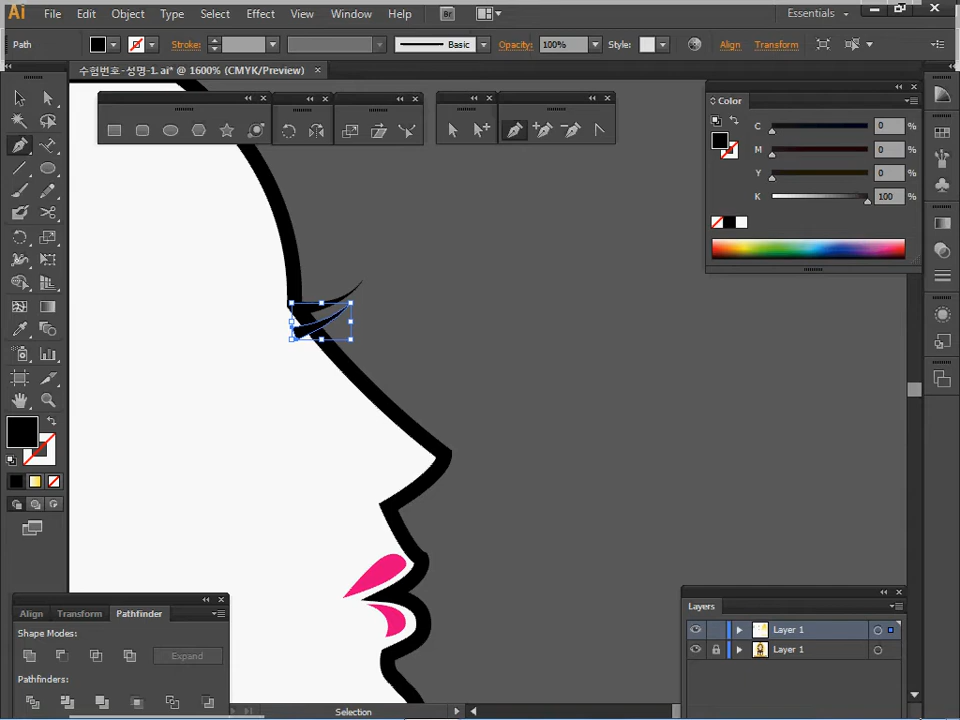 Ai File Edit Object Type Select Effect View Window Help Br Essentials
Path Stroke: Basic Opacity: 100% Style: Align Transform
수험번호-성명-1. ai* @ 1600% (CMYK/Preview)
Color
C 0 %
M 0 %
Y 0 %
K 100 %
Align Transform Pathfinder
Shape Modes:
Expand
Pathfinders:
Layers
Layer 1
Layer 1
Selection